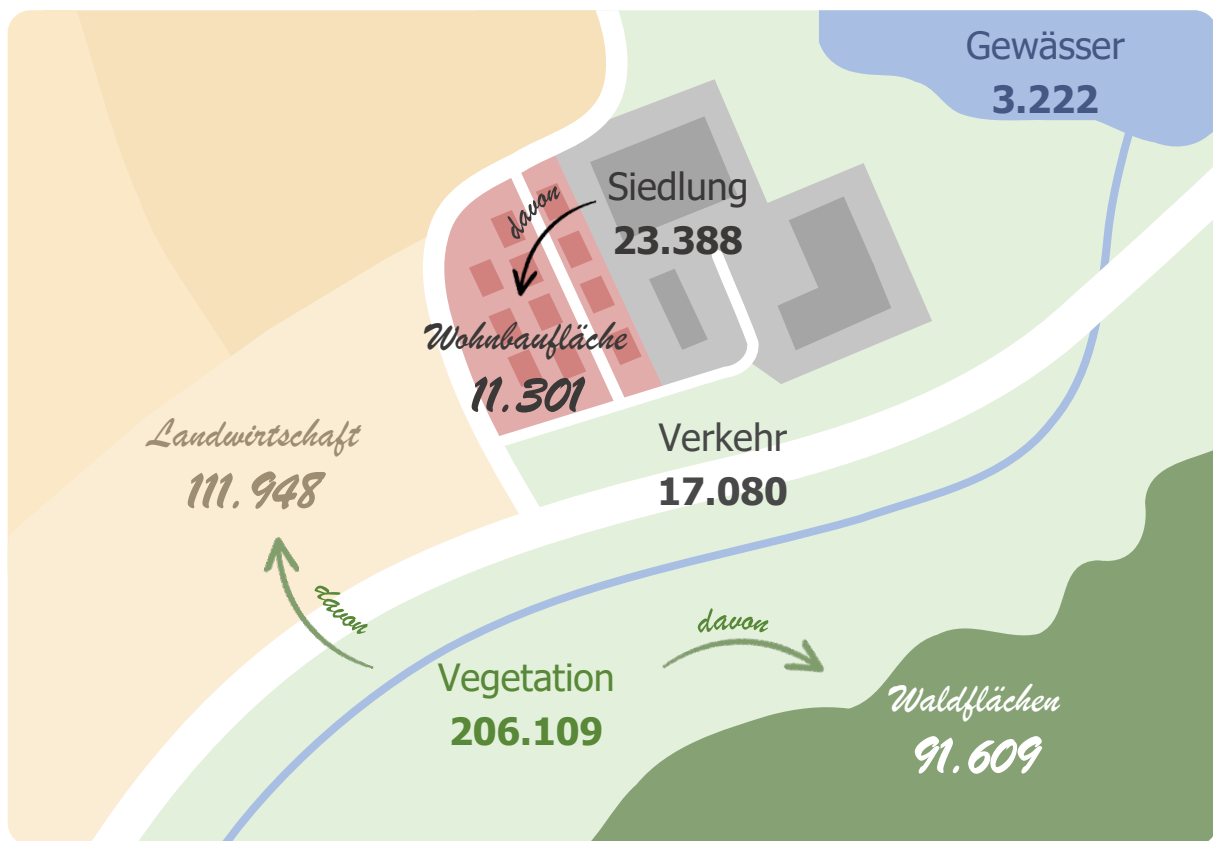 Gewässer
3.222
Siedlung
23.388
davon
Wohnbaufläche
11.301
Landwirtschaft
111.948
Verkehr
17.080
davon
davon
Vegetation
206.109
Waldflächen
91.609